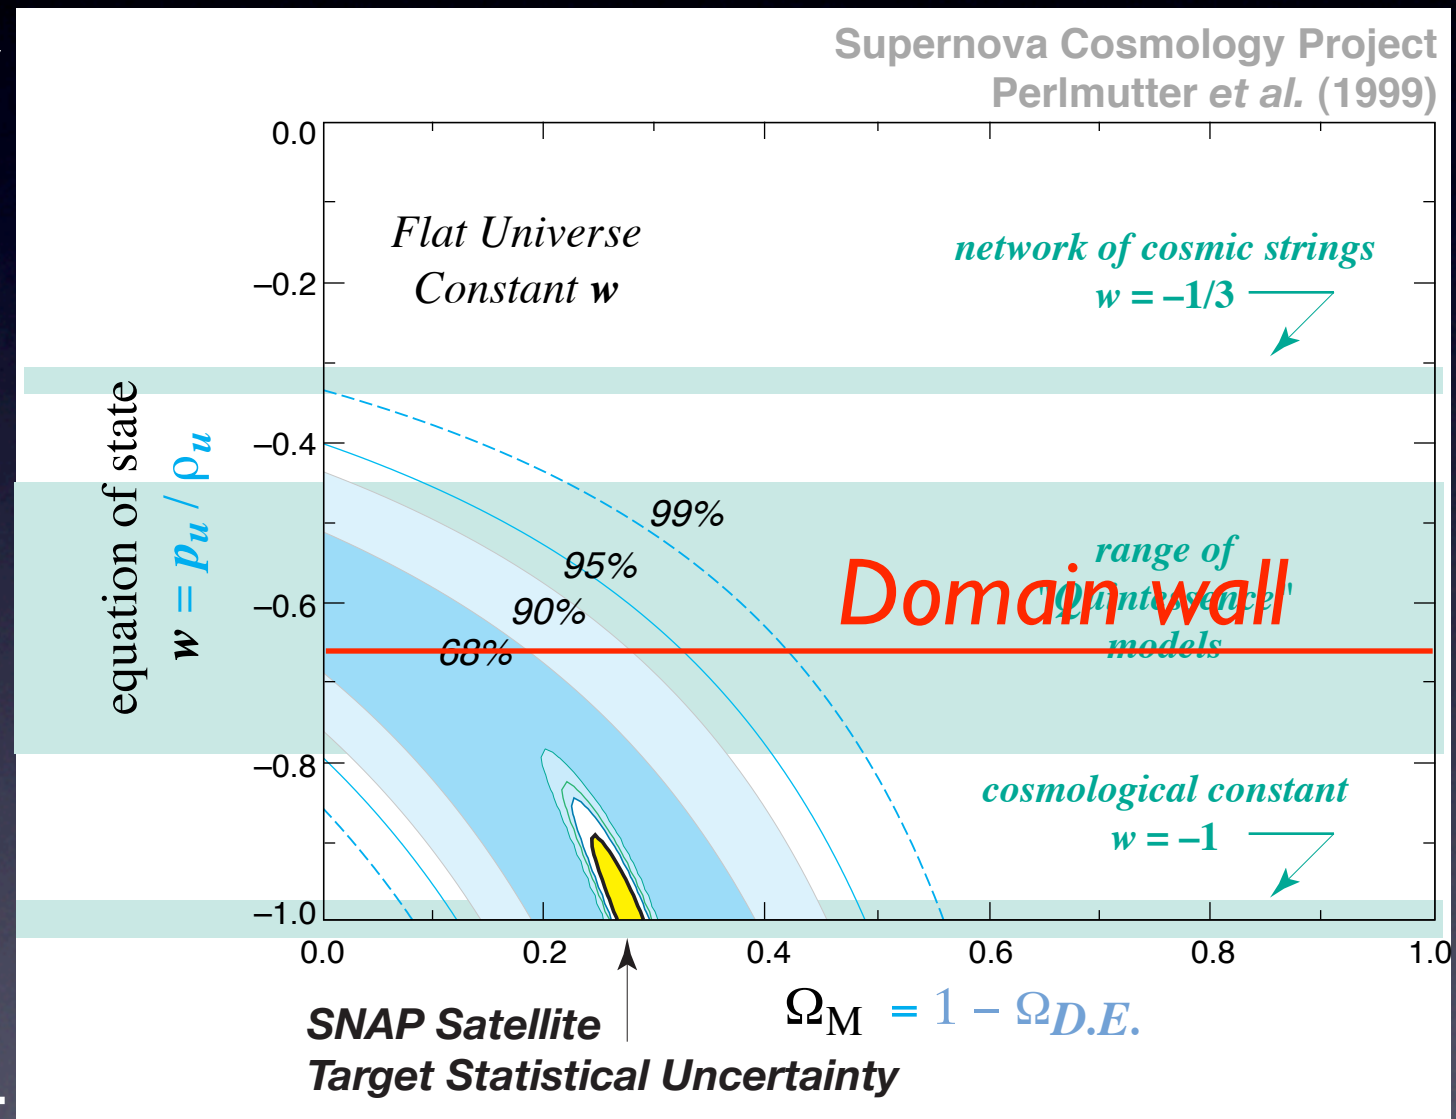 Supernova Cosmology Project
Perlmutter et al. (1999)
0.0
–0.2
–0.4
–0.6
–0.8
–1.0
equation of state
w = pu / ρu
Flat Universe
Constant w
network of cosmic strings
w = –1/3
99%
95%
90%
68%
range of
"Quintessence"
models
Domain wall
cosmological constant
w = –1
0.0 0.2 0.4 0.6 0.8 1.0
ΩM = 1 – ΩD.E.
SNAP Satellite
Target Statistical Uncertainty